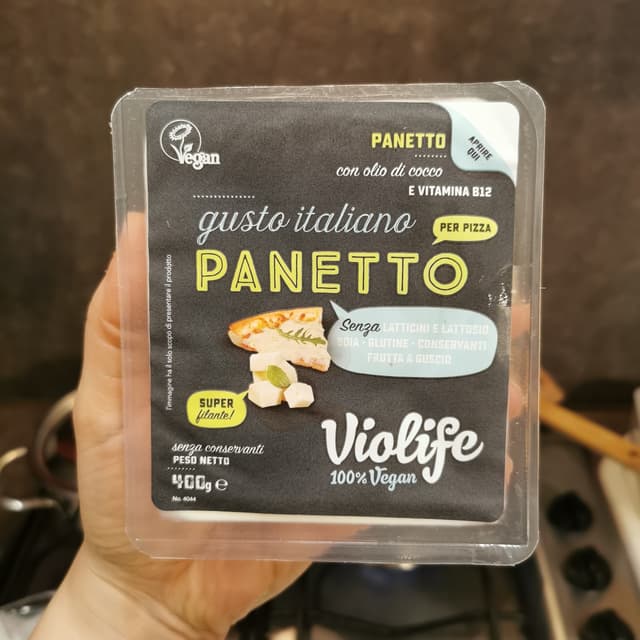 Vegan
PANETTO
con olio di cocco
E VITAMINA B12
APRIRE
QUI
gusto italiano
PER PIZZA
PANETTO
Senza LATTICINI E LATTOSIO
SOIA - GLUTINE - CONSERVANTI
FRUTTA A GUSCIO
l'immagine ha il solo scopo di presentare il prodotto
SUPER
filante!
senza conservanti
PESO NETTO
400g e
No. 4044
Violife
100% Vegan